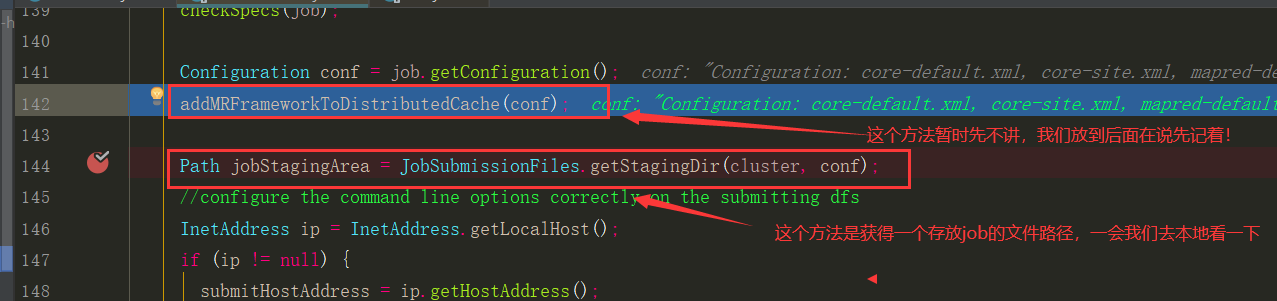 139 checkSpecs(job);
140
141 Configuration conf = job.getConfiguration(); conf: "Configuration: core-default.xml, core-site.xml, mapred-de
142 addMRFrameworkToDistributedCache(conf); conf: "Configuration: core-default.xml, core-site.xml, mapred-default
143
这个方法暂时先不讲，我们放到后面在说先记着！
144 Path jobStagingArea = JobSubmissionFiles.getStagingDir(cluster, conf);
145 //configure the command line options correctly on the submitting dfs
146 InetAddress ip = InetAddress.getLocalHost();
这个方法是获得一个存放job的文件路径，一会我们去本地看一下
147 if (ip != null) {
148 submitHostAddress = ip.getHostAddress();